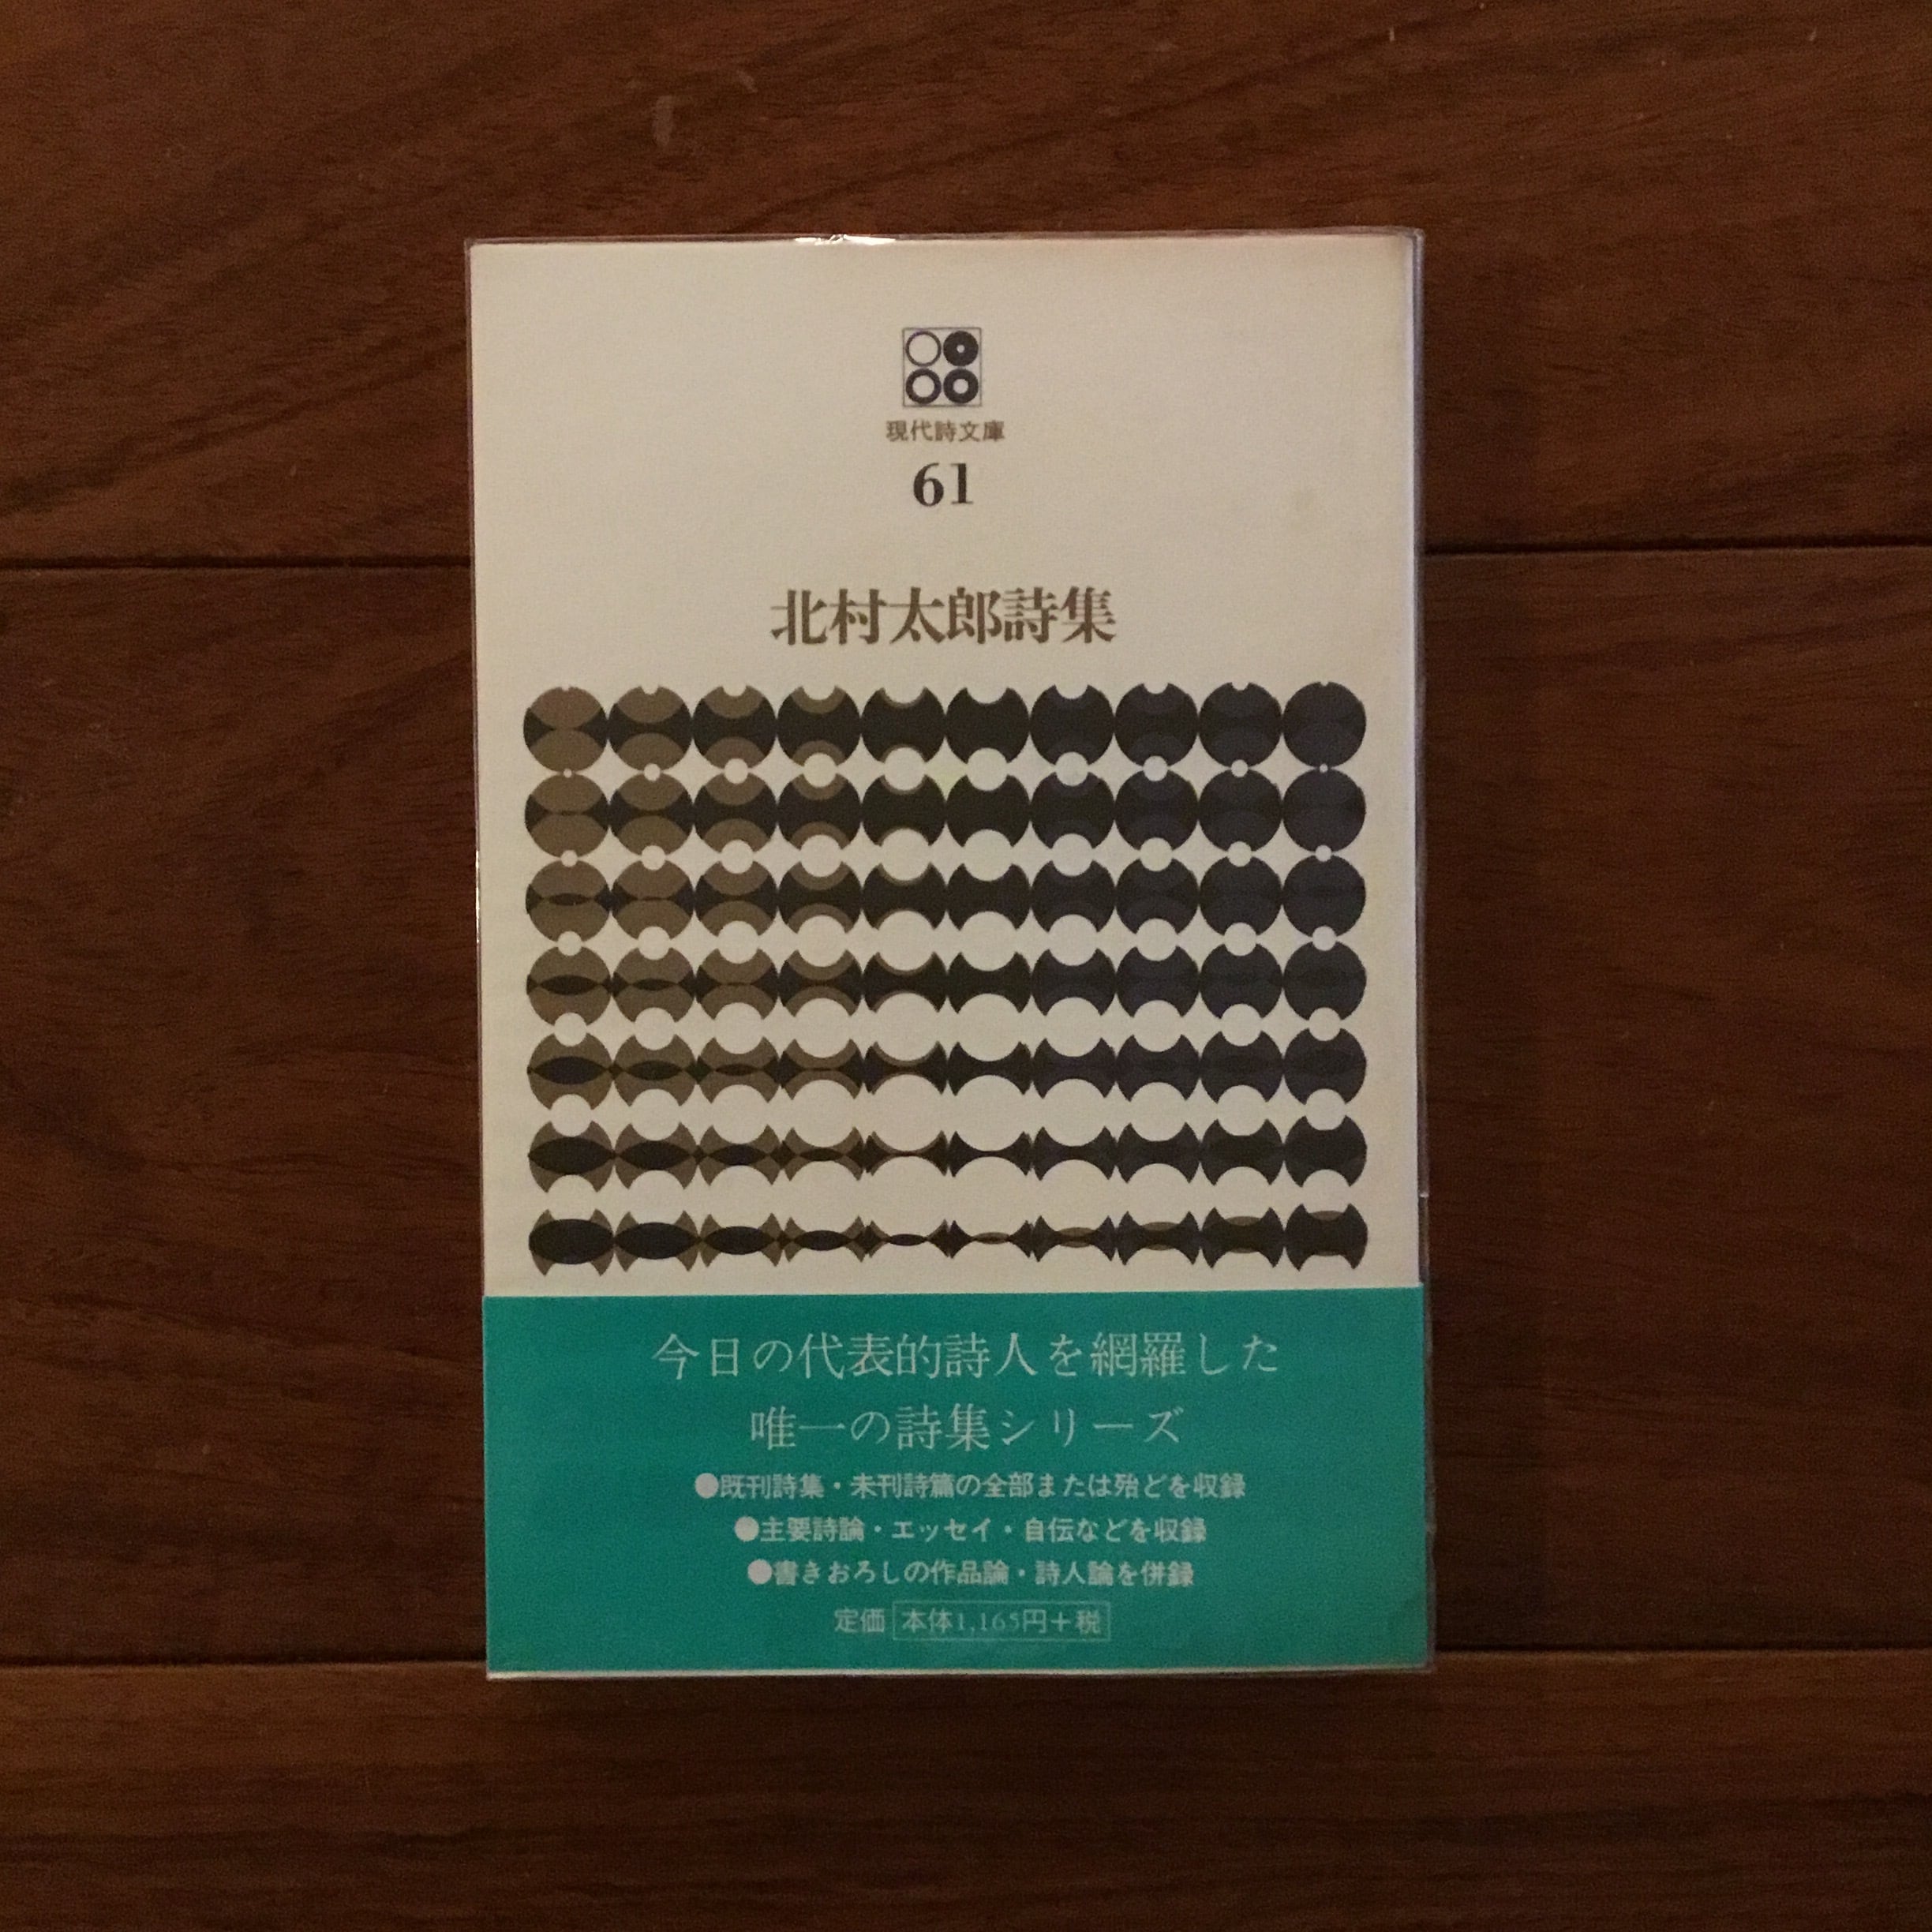 現代詩文庫
61
北村太郎詩集
今日の代表的詩人を網羅した
唯一の詩集シリーズ
●既刊詩集・未刊詩篇の全部または殆どを収録
●主要詩論・エッセイ・自伝などを収録
●書きおろしの作品論・詩人論を併録
定価 本体1,165円+税